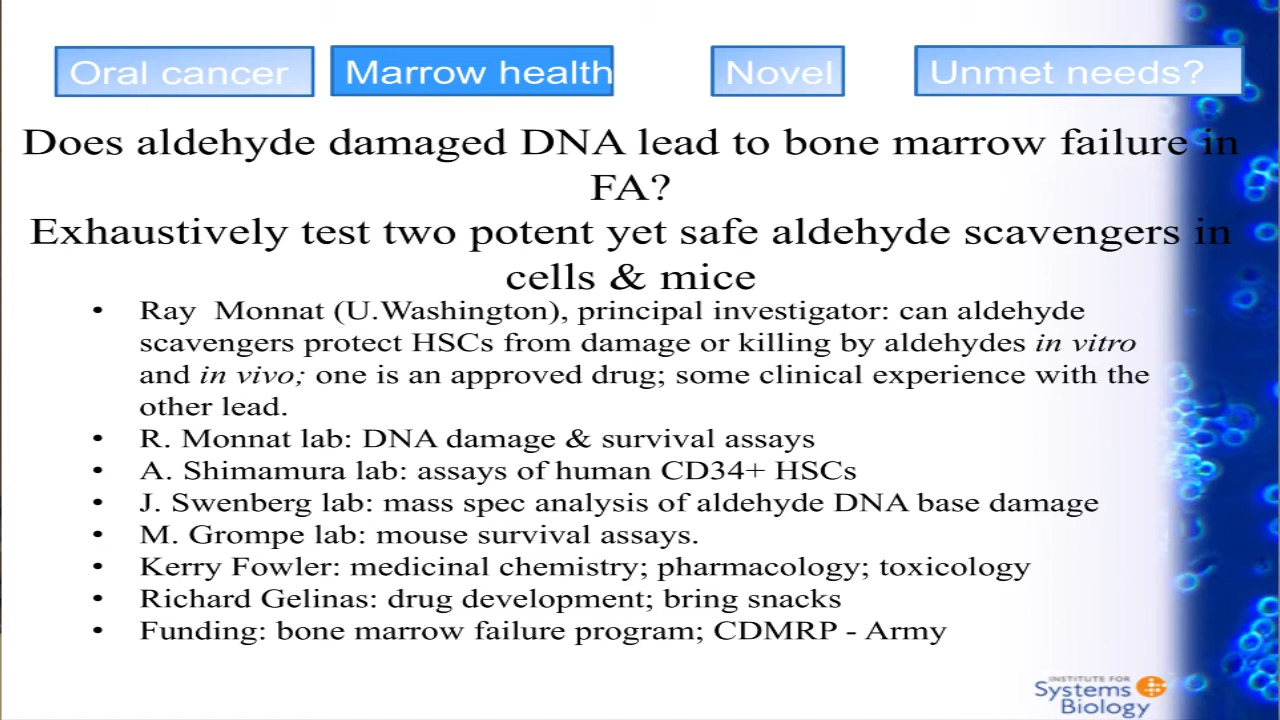 Oral cancer
Marrow health
Novel
Unmet needs?
Does aldehyde damaged DNA lead to bone marrow failure in
FA?
Exhaustively test two potent yet safe aldehyde scavengers in
cells & mice
• Ray Monnat (U.Washington), principal investigator: can aldehyde
scavengers protect HSCs from damage or killing by aldehydes in vitro
and in vivo; one is an approved drug; some clinical experience with the
other lead.
• R. Monnat lab: DNA damage & survival assays
• A. Shimamura lab: assays of human CD34+ HSCs
• J. Swenberg lab: mass spec analysis of aldehyde DNA base damage
• M. Grompe lab: mouse survival assays.
• Kerry Fowler: medicinal chemistry; pharmacology; toxicology
• Richard Gelinas: drug development; bring snacks
• Funding: bone marrow failure program; CDMRP - Army
INSTITUTE FOR
Systems
Biology